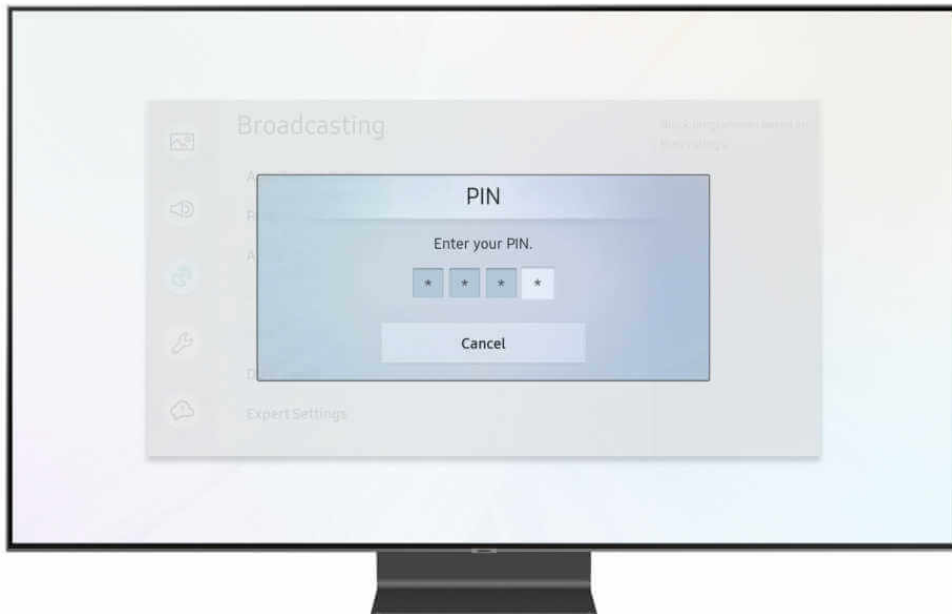 Broadcasting
PIN
Enter your PIN.
* * * *
Cancel
Expert Settings